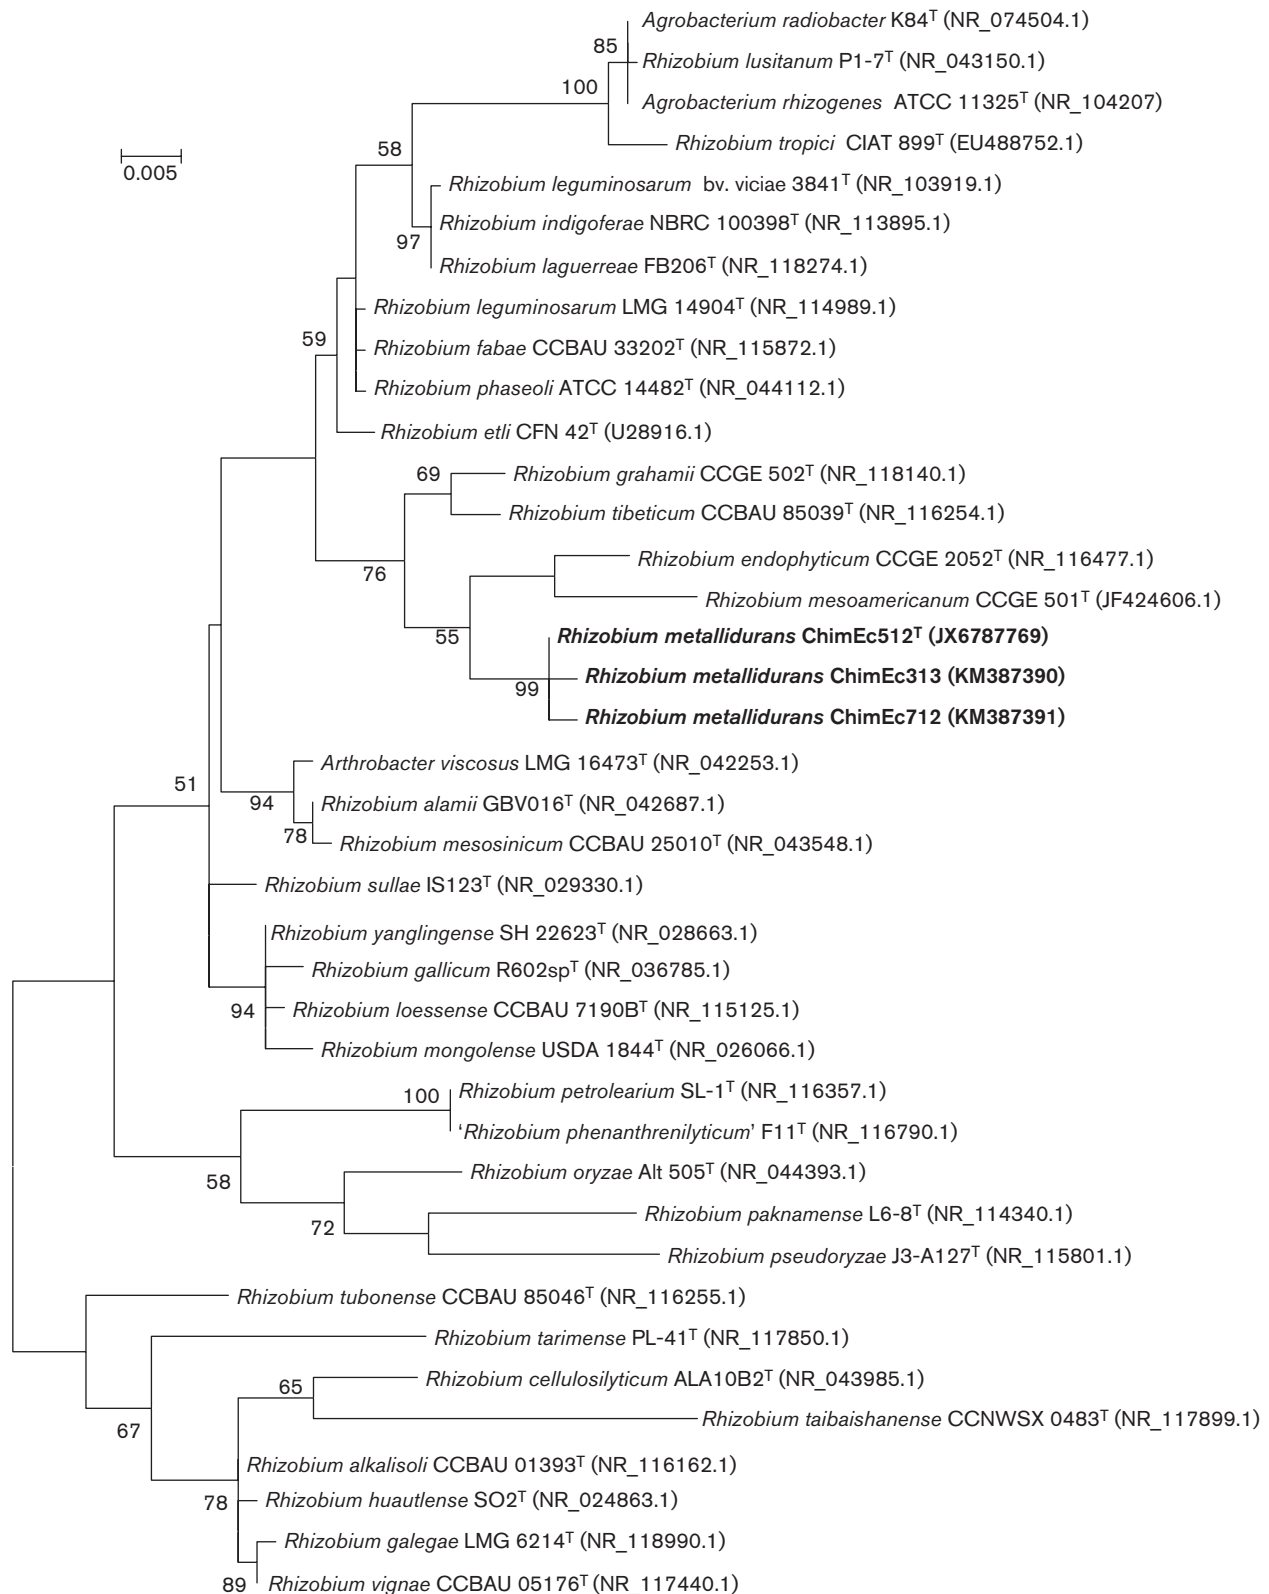 Agrobacterium radiobacter K84ᵀ (NR_074504.1)
85
Rhizobium lusitanum P1-7ᵀ (NR_043150.1)
100
Agrobacterium rhizogenes ATCC 11325ᵀ (NR_104207)
Rhizobium tropici CIAT 899ᵀ (EU488752.1)
0.005
58
Rhizobium leguminosarum bv. viciae 3841ᵀ (NR_103919.1)
Rhizobium indigoferae NBRC 100398ᵀ (NR_113895.1)
97
Rhizobium laguerreae FB206ᵀ (NR_118274.1)
Rhizobium leguminosarum LMG 14904ᵀ (NR_114989.1)
59
Rhizobium fabae CCBAU 33202ᵀ (NR_115872.1)
Rhizobium phaseoli ATCC 14482ᵀ (NR_044112.1)
Rhizobium etli CFN 42ᵀ (U28916.1)
69
Rhizobium grahamii CCGE 502ᵀ (NR_118140.1)
Rhizobium tibeticum CCBAU 85039ᵀ (NR_116254.1)
76
Rhizobium endophyticum CCGE 2052ᵀ (NR_116477.1)
Rhizobium mesoamericanum CCGE 501ᵀ (JF424606.1)
55
Rhizobium metallidurans ChimEc512ᵀ (JX6787769)
Rhizobium metallidurans ChimEc313 (KM387390)
99
Rhizobium metallidurans ChimEc712 (KM387391)
Arthrobacter viscosus LMG 16473ᵀ (NR_042253.1)
51
94
Rhizobium alamii GBV016ᵀ (NR_042687.1)
78
Rhizobium mesosinicum CCBAU 25010ᵀ (NR_043548.1)
Rhizobium sullae IS123ᵀ (NR_029330.1)
Rhizobium yanglingense SH 22623ᵀ (NR_028663.1)
Rhizobium gallicum R602spᵀ (NR_036785.1)
94
Rhizobium loessense CCBAU 7190Bᵀ (NR_115125.1)
Rhizobium mongolense USDA 1844ᵀ (NR_026066.1)
100
Rhizobium petrolearium SL-1ᵀ (NR_116357.1)
‘Rhizobium phenanthrenilyticum’ F11ᵀ (NR_116790.1)
58
Rhizobium oryzae Alt 505ᵀ (NR_044393.1)
72
Rhizobium paknamense L6-8ᵀ (NR_114340.1)
Rhizobium pseudoryzae J3-A127ᵀ (NR_115801.1)
Rhizobium tubonense CCBAU 85046ᵀ (NR_116255.1)
Rhizobium tarimense PL-41ᵀ (NR_117850.1)
65
Rhizobium cellulosilyticum ALA10B2ᵀ (NR_043985.1)
67
Rhizobium taibaishanense CCNWSX 0483ᵀ (NR_117899.1)
Rhizobium alkalisoli CCBAU 01393ᵀ (NR_116162.1)
78
Rhizobium huautlense SO2ᵀ (NR_024863.1)
Rhizobium galegae LMG 6214ᵀ (NR_118990.1)
89
Rhizobium vignae CCBAU 05176ᵀ (NR_117440.1)